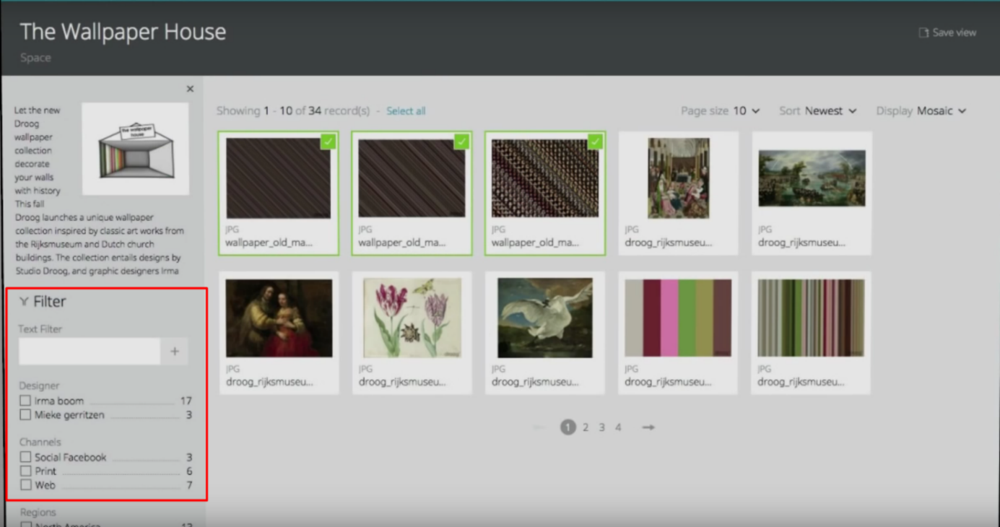 The Wallpaper House
Space
Save view
Let the new
Droog
wallpaper
collection
decorate
your walls
with history
This fall
Droog launches a unique wallpaper
collection inspired by classic art works from
the Rijksmuseum and Dutch church
buildings. The collection entails designs by
Studio Droog, and graphic designers Irma
the wallpaper
house
Filter
Text Filter
Designer
Irma boom 17
Mieke gerritzen 3
Channels
Social Facebook 3
Print 6
Web 7
Regions
North America 12
Showing 1 - 10 of 34 record(s) - Select all
Page size 10 Sort Newest Display Mosaic
JPG JPG JPG JPG JPG
wallpaper_old_ma... wallpaper_old_ma... wallpaper_old_ma... droog_rijksmuseu... droog_rijksmuseu...
JPG JPG JPG JPG JPG
droog_rijksmuseu... droog_rijksmuseu... droog_rijksmuseu... droog_rijksmuseu... droog_rijksmuseu...
1 2 3 4